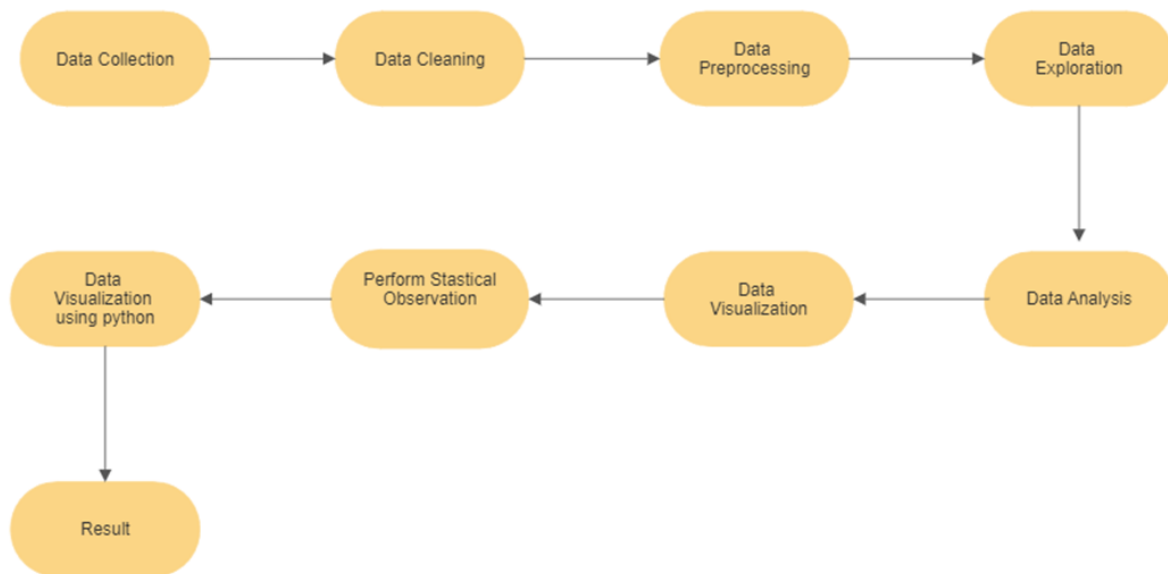 Data Collection
Data Cleaning
Data
Preprocessing
Data
Exploration
Data Analysis
Data
Visualization
Perform Stastical
Observation
Data
Visualization
using python
Result